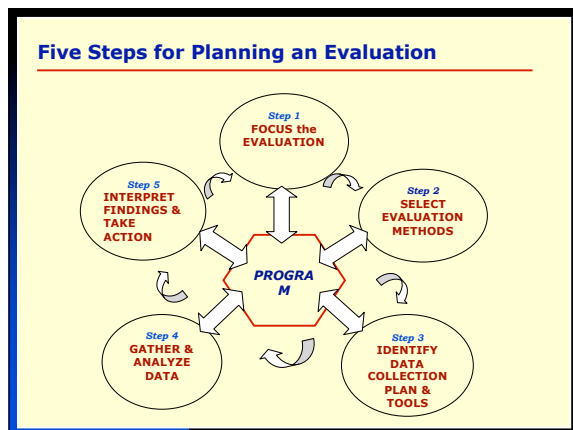 Five Steps for Planning an Evaluation
Step 1
FOCUS the
EVALUATION
Step 2
SELECT
EVALUATION
METHODS
Step 3
IDENTIFY
DATA
COLLECTION
PLAN &
TOOLS
Step 4
GATHER &
ANALYZE
DATA
Step 5
INTERPRET
FINDINGS &
TAKE
ACTION
PROGRA
M